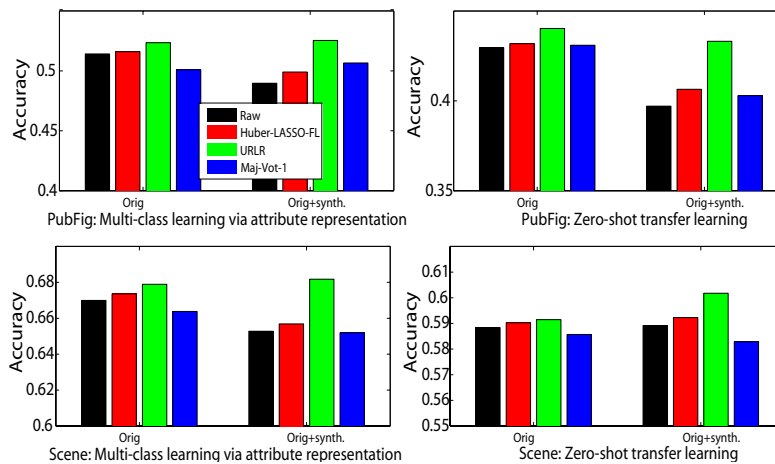 Accuracy
0.5
0.45
0.4
Raw
Huber-LASSO-FL
URLR
Maj-Vot-1
Orig
Orig+synth.
PubFig: Multi-class learning via attribute representation
Accuracy
0.4
0.35
Orig
Orig+synth.
PubFig: Zero-shot transfer learning
Accuracy
0.68
0.66
0.64
0.62
0.6
Orig
Orig+synth.
Scene: Multi-class learning via attribute representation
Accuracy
0.61
0.6
0.59
0.58
0.57
0.56
0.55
Orig
Orig+synth.
Scene: Zero-shot transfer learning